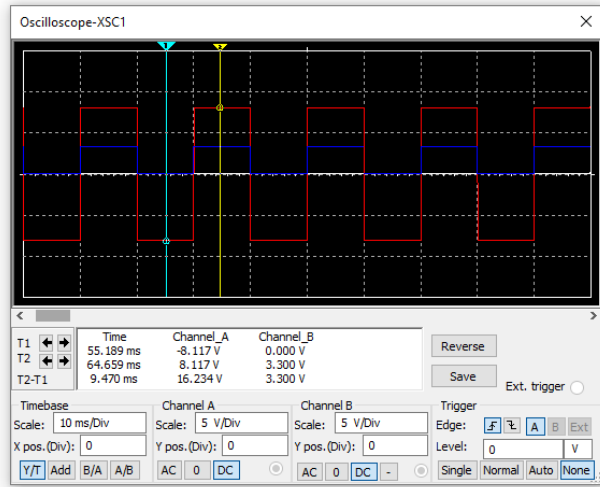 Oscilloscope-XSC1
1
2
T1
T2
T2-T1
Time Channel_A Channel_B
55.189 ms -8.117 V 0.000 V
64.659 ms 8.117 V 3.300 V
9.470 ms 16.234 V 3.300 V
Reverse
Save
Ext. trigger
Timebase
Scale: 10 ms/Div
X pos.(Div): 0
Y/T Add B/A A/B
Channel A
Scale: 5 V/Div
Y pos.(Div): 0
AC 0 DC
Channel B
Scale: 5 V/Div
Y pos.(Div): 0
AC 0 DC -
Trigger
Edge: A B Ext
Level: 0 V
Single Normal Auto None